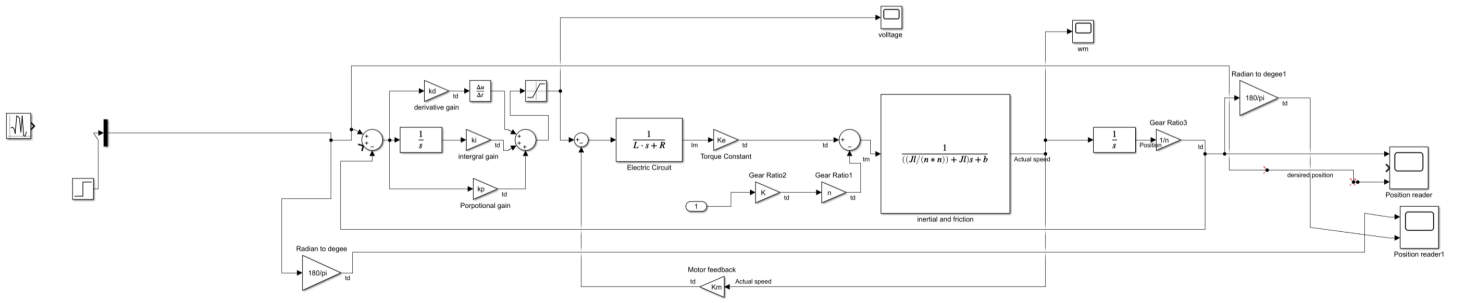 volltage
wm
Radian to degree1
180/pi
td
kd
td
Δu
Δt
derivative gain
+
+
−
1
s
ki
td
intergral gain
+
+
+
kp
td
Porpotional gain
+
−
1
L · s + R
Im
Electric Circuit
Ke
td
Torque Constant
td
+
−
tm
1
((Jl/(n∗n)) + Jl)s + b
Actual speed
inertial and friction
1
s
Position
Gear Ratio3
1/n
td
dersired position
Position reader
Position reader1
1
Gear Ratio2
K
td
Gear Ratio1
n
td
Radian to degree
180/pi
td
Motor feedback
td
Km
Actual speed